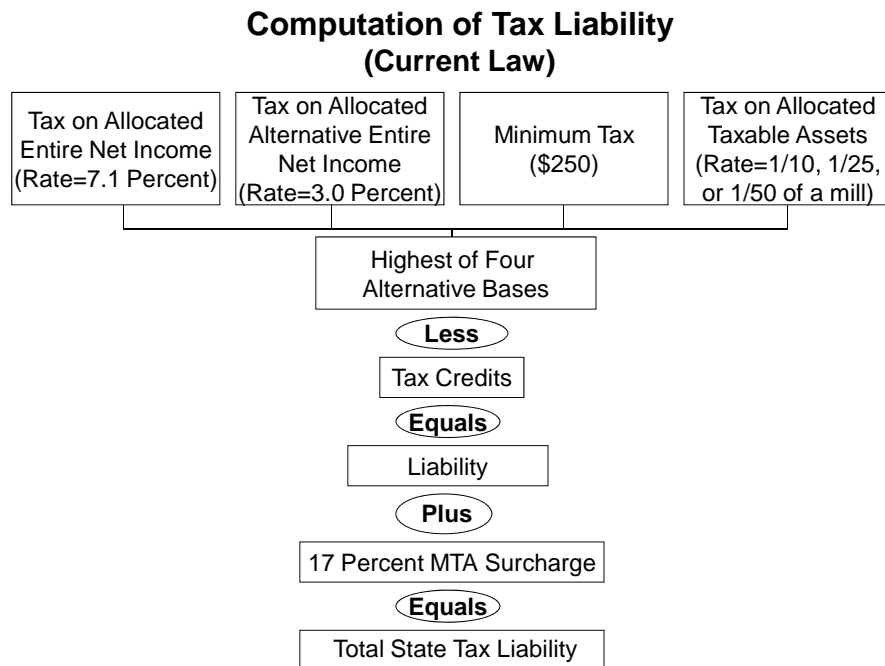 Computation of Tax Liability
(Current Law)
Tax on Allocated
Entire Net Income
(Rate=7.1 Percent)
Tax on Allocated
Alternative Entire
Net Income
(Rate=3.0 Percent)
Minimum Tax
($250)
Tax on Allocated
Taxable Assets
(Rate=1/10, 1/25,
or 1/50 of a mill)
Highest of Four
Alternative Bases
Less
Tax Credits
Equals
Liability
Plus
17 Percent MTA Surcharge
Equals
Total State Tax Liability